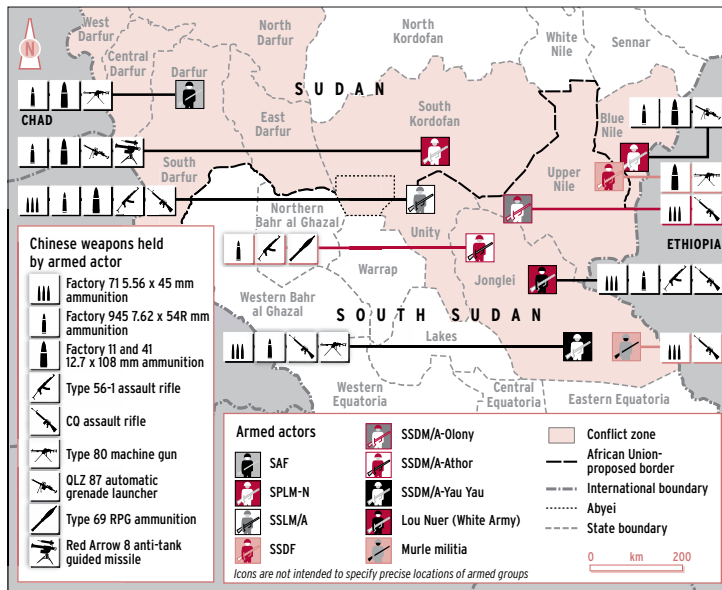 West
Darfur
North
Darfur
North
Kordofan
White
Nile
Sennar
N
Central
Darfur
Darfur
SUDAN
CHAD
East
Darfur
South
Kordofan
Blue
Nile
South
Darfur
Upper
Nile
Northern
Bahr al Ghazal
Unity
ETHIOPIA
Warrap
Jonglei
Western Bahr
al Ghazal
SOUTH SUDAN
Lakes
Western
Equatoria
Central
Equatoria
Eastern Equatoria
Chinese weapons held
by armed actor
Factory 71 5.56 x 45 mm
ammunition
Factory 945 7.62 x 54R mm
ammunition
Factory 11 and 41
12.7 x 108 mm ammunition
Type 56-1 assault rifle
CQ assault rifle
Type 80 machine gun
QLZ 87 automatic
grenade launcher
Type 69 RPG ammunition
Red Arrow 8 anti-tank
guided missile
Armed actors
SAF
SPLM-N
SSLM/A
SSDF
SSDM/A-Olony
SSDM/A-Athor
SSDM/A-Yau Yau
Lou Nuer (White Army)
Murle militia
Conflict zone
African Union-
proposed border
International boundary
Abyei
State boundary
0 km 200
Icons are not intended to specify precise locations of armed groups